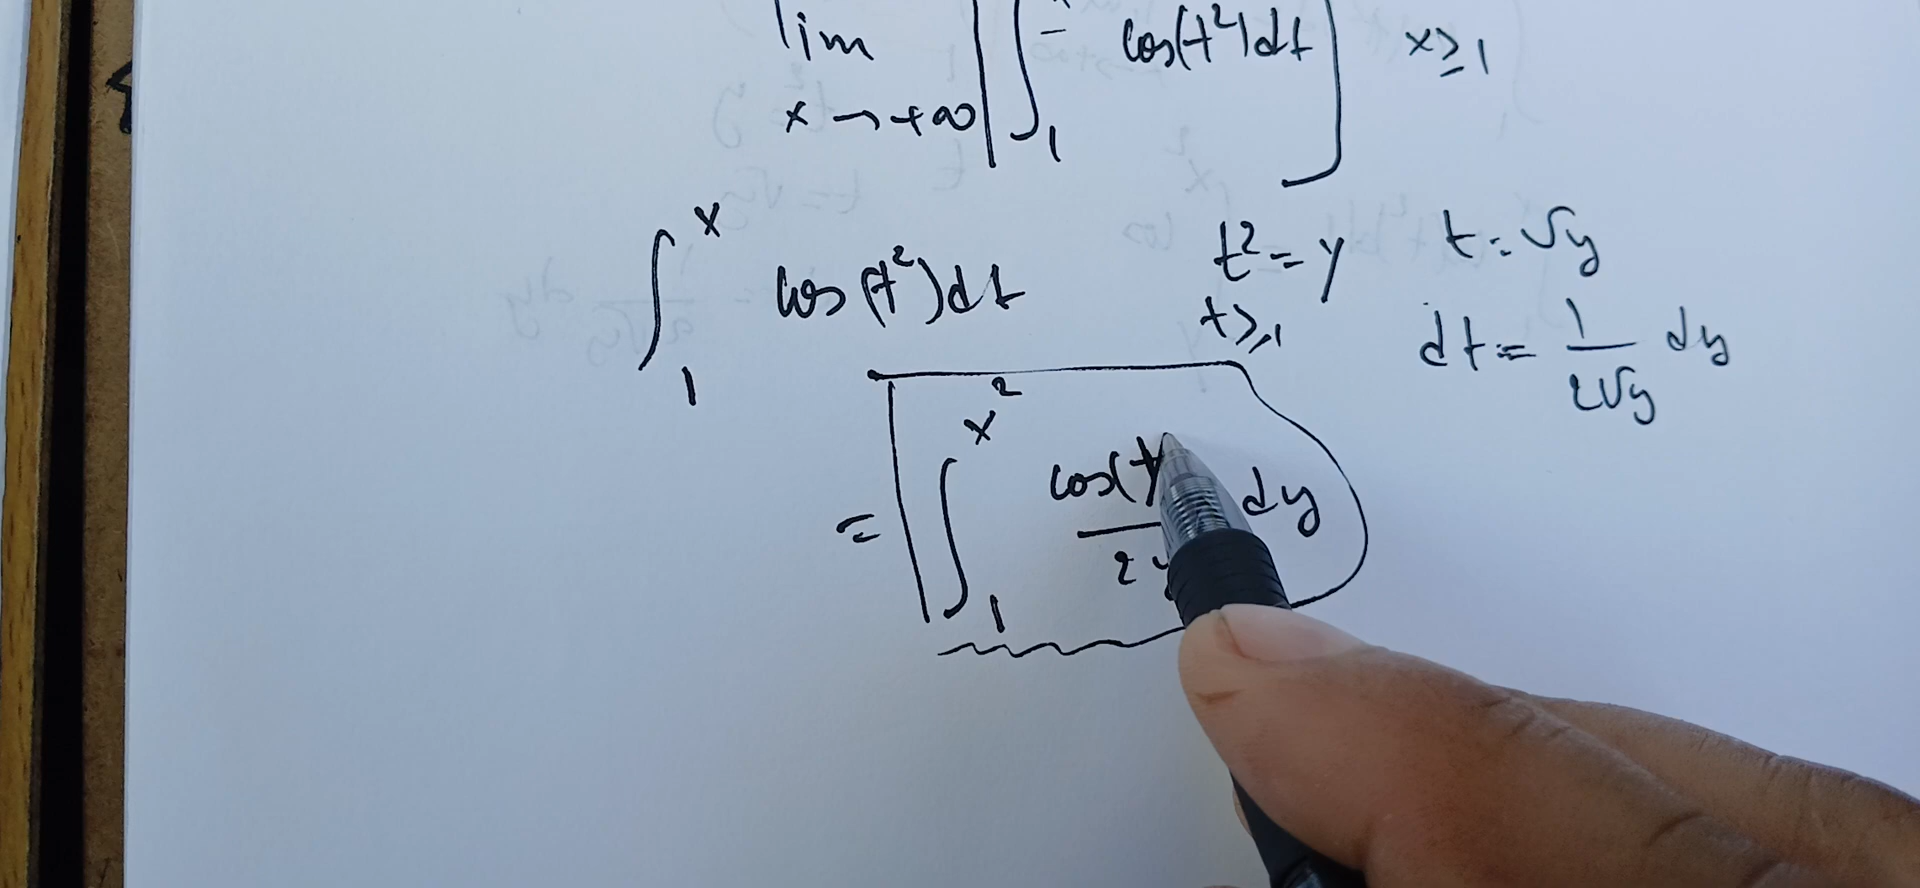 lim ∫ cos(t²)dt x≥1
x→+∞ 1
∫ x cos(t²)dt t²=y t=√y
1 t≥1 dt= 1/2√y dy
= ∫ x² cos( dy
1 2